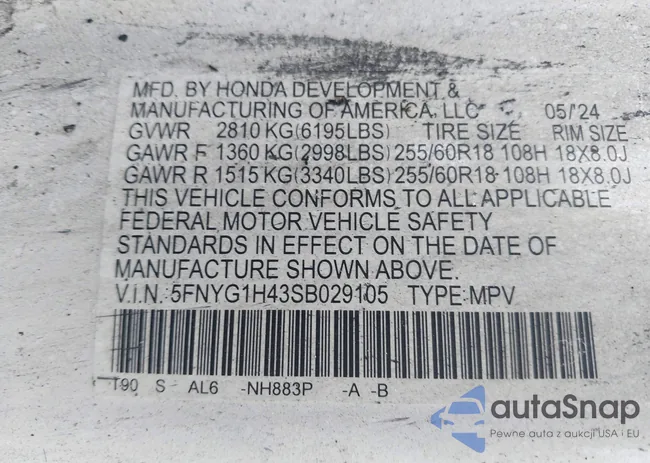 MFD. BY HONDA DEVELOPMENT &
MANUFACTURING OF AMERICA, LLC 05/24
GVWR 2810 KG(6195LBS) TIRE SIZE RIM SIZE
GAWR F 1360 KG(2998LBS) 255/60R18 108H 18X8.0J
GAWR R 1515 KG(3340LBS) 255/60R18 108H 18X8.0J
THIS VEHICLE CONFORMS TO ALL APPLICABLE
FEDERAL MOTOR VEHICLE SAFETY
STANDARDS IN EFFECT ON THE DATE OF
MANUFACTURE SHOWN ABOVE.
V.I.N. 5FNYG1H43SB029105 TYPE: MPV
T90 S - AL6 -NH883P -A -B
autaSnap
Pewne auta z aukcji USA i EU